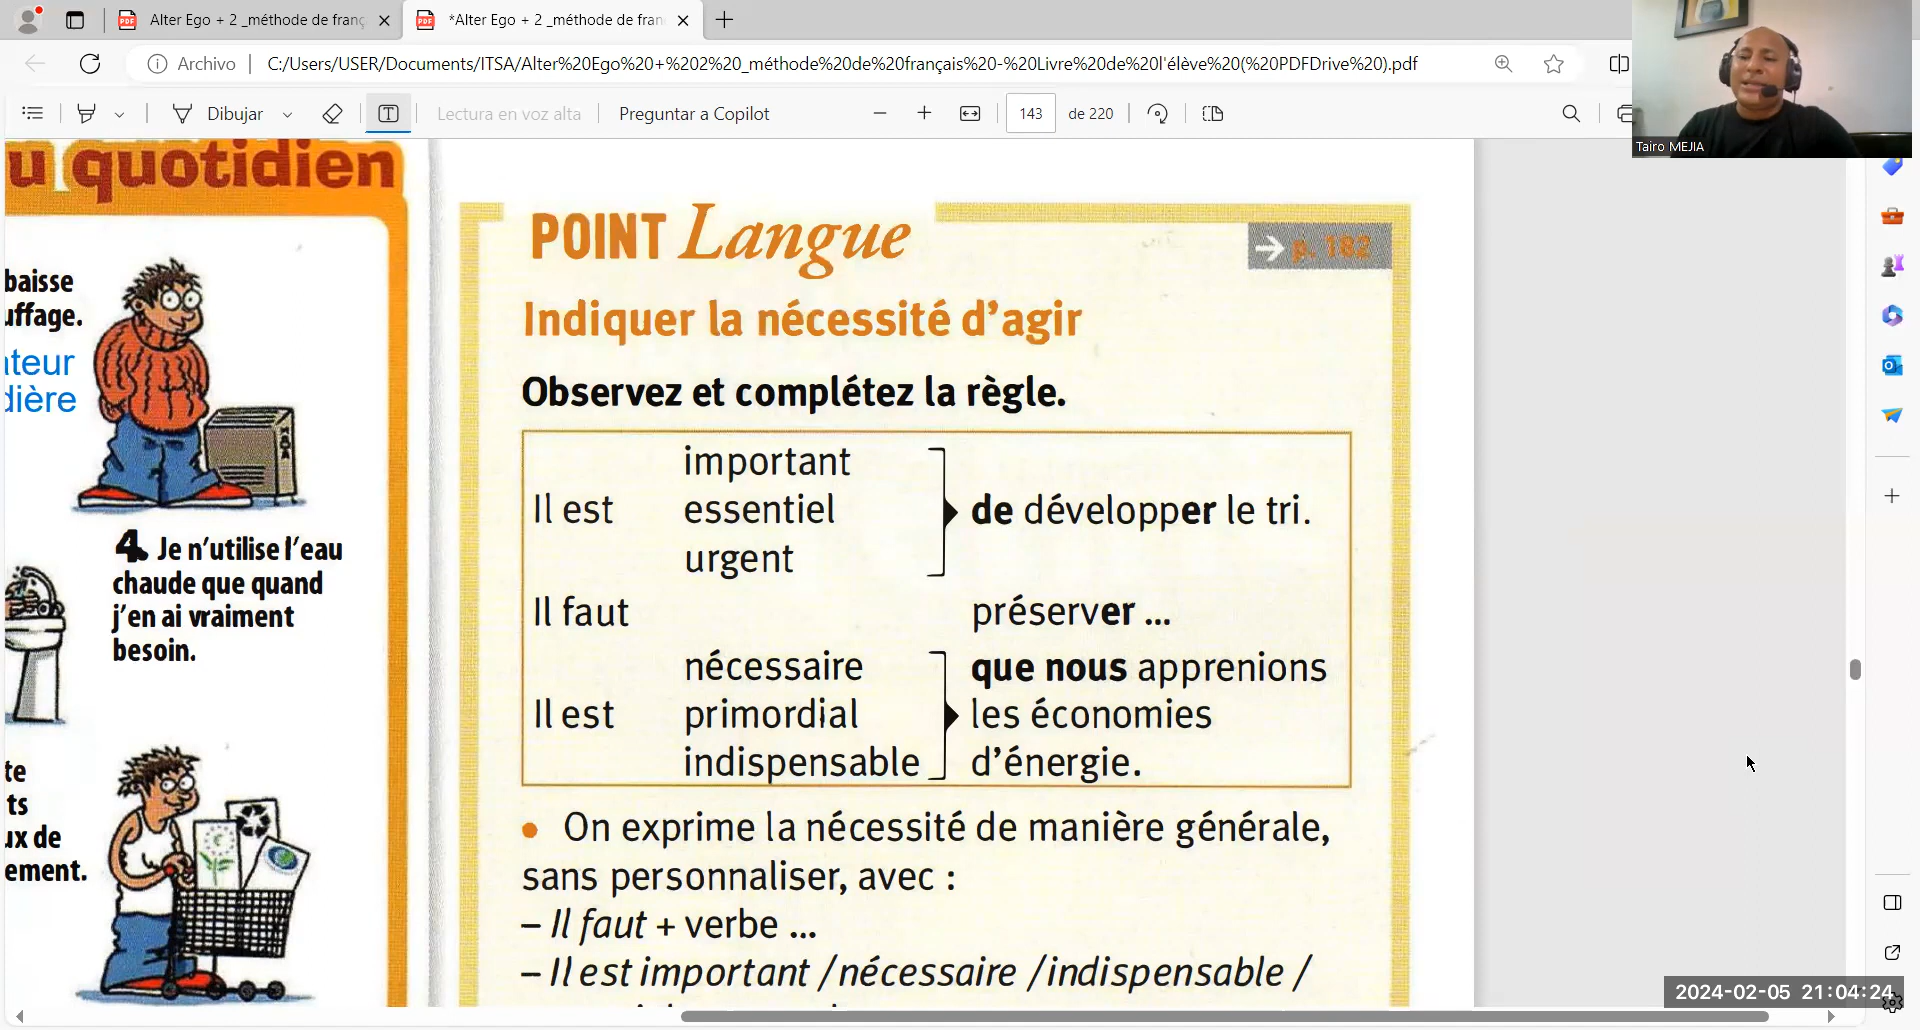 Alter Ego + 2 _méthode de franç
*Alter Ego + 2 _méthode de fran
Archivo
C:/Users/USER/Documents/ITSA/Alter%20Ego%20+%202%20_méthode%20de%20français%20-%20Livre%20de%20l'élève%20(%20PDFDrive%20).pdf
Dibujar
Lectura en voz alta
Preguntar a Copilot
143
de 220
Tairo MEJIA
u quotidien
baisse
uffage.
ateur
dière
4. Je n'utilise l'eau
chaude que quand
j'en ai vraiment
besoin.
te
ts
ux de
ement.
POINT Langue
→ p. 182
Indiquer la nécessité d'agir
Observez et complétez la règle.
important
Il est essentiel de développer le tri.
urgent
Il faut préserver ...
nécessaire que nous apprenions
Il est primordial les économies
indispensable d'énergie.
• On exprime la nécessité de manière générale,
sans personnaliser, avec :
– Il faut + verbe ...
– Il est important / nécessaire / indispensable /
2024-02-05 21:04:24